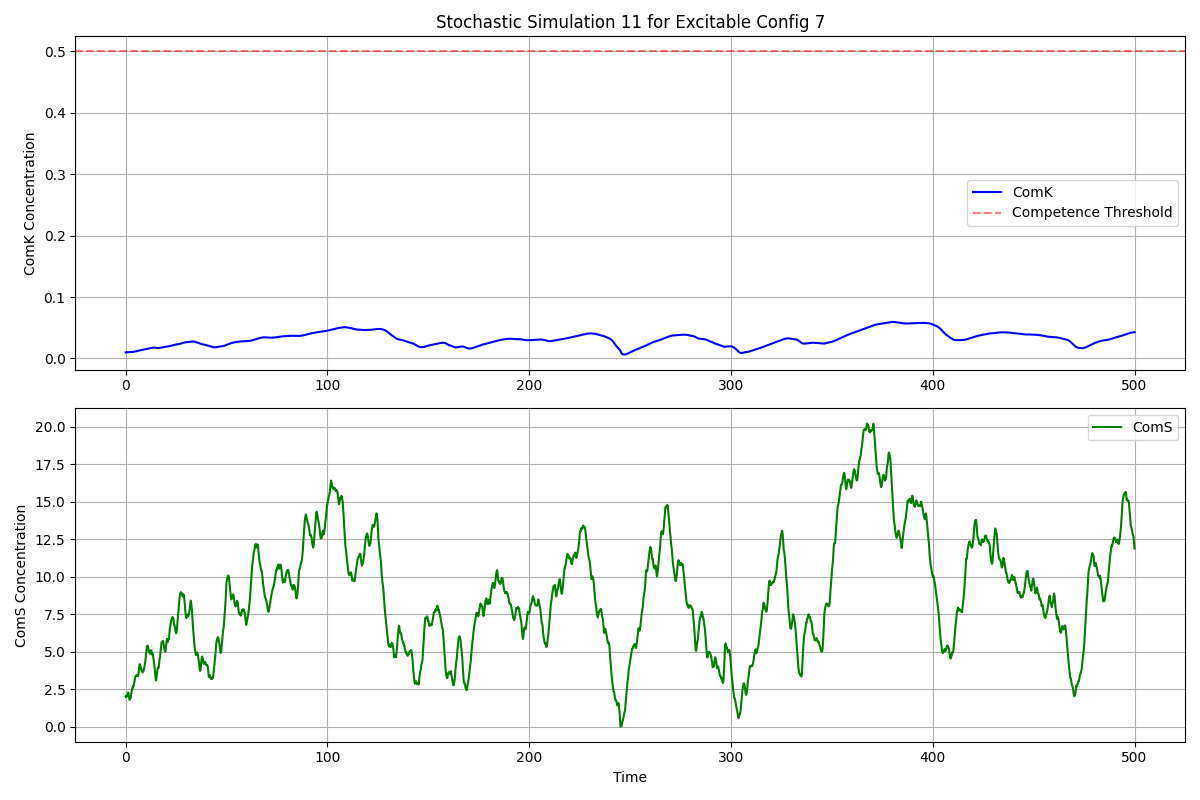 Stochastic Simulation 11 for Excitable Config 7
ComK Concentration
0.5
0.4
0.3
0.2
0.1
0.0
ComK
Competence Threshold
0 100 200 300 400 500
ComS Concentration
20.0
17.5
15.0
12.5
10.0
7.5
5.0
2.5
0.0
ComS
0 100 200 300 400 500
Time